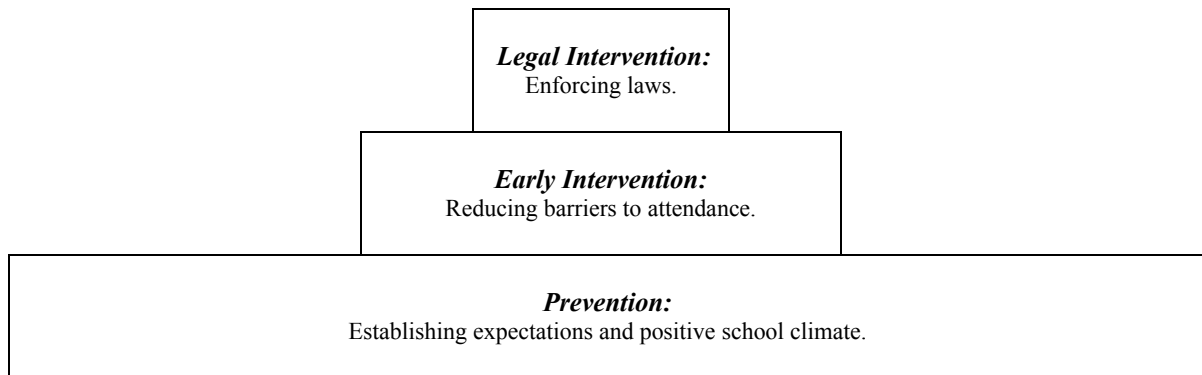 Legal Intervention:
Enforcing laws.
Early Intervention:
Reducing barriers to attendance.
Prevention:
Establishing expectations and positive school climate.